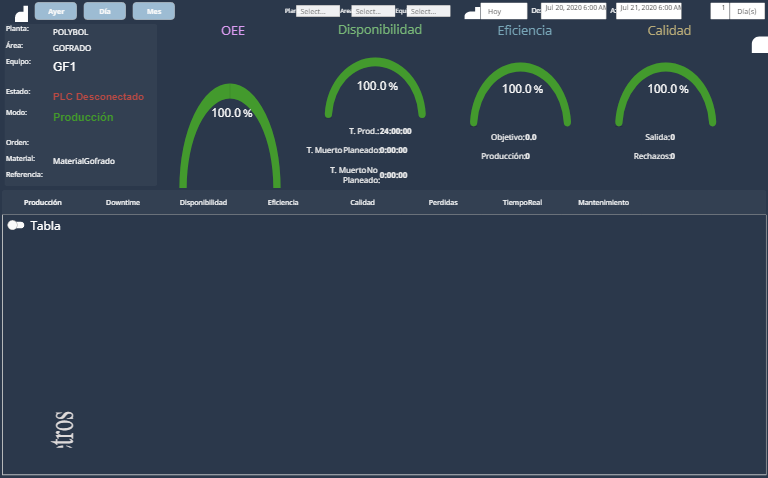 Ayer
Día
Mes
Select...
Select...
Select...
Hoy
De:
Jul 20, 2020 6:00 AM
A:
Jul 21, 2020 6:00 AM
1
Día(s)
Planta: POLYBOL
Área: GOFRADO
Equipo: GF1
Estado: PLC Desconectado
Modo: Producción
Orden:
Material: MaterialGofrado
Referencia:
OEE
100.0 %
Disponibilidad
100.0 %
T. Prod.: 24:00:00
T. Muerto Planeado: 0:00:00
T. Muerto No
Planeado: 0:00:00
Eficiencia
100.0 %
Objetivo: 0.0
Producción: 0
Calidad
100.0 %
Salida: 0
Rechazos: 0
Producción
Downtime
Disponibilidad
Eficiencia
Calidad
Perdidas
TiempoReal
Mantenimiento
Tabla